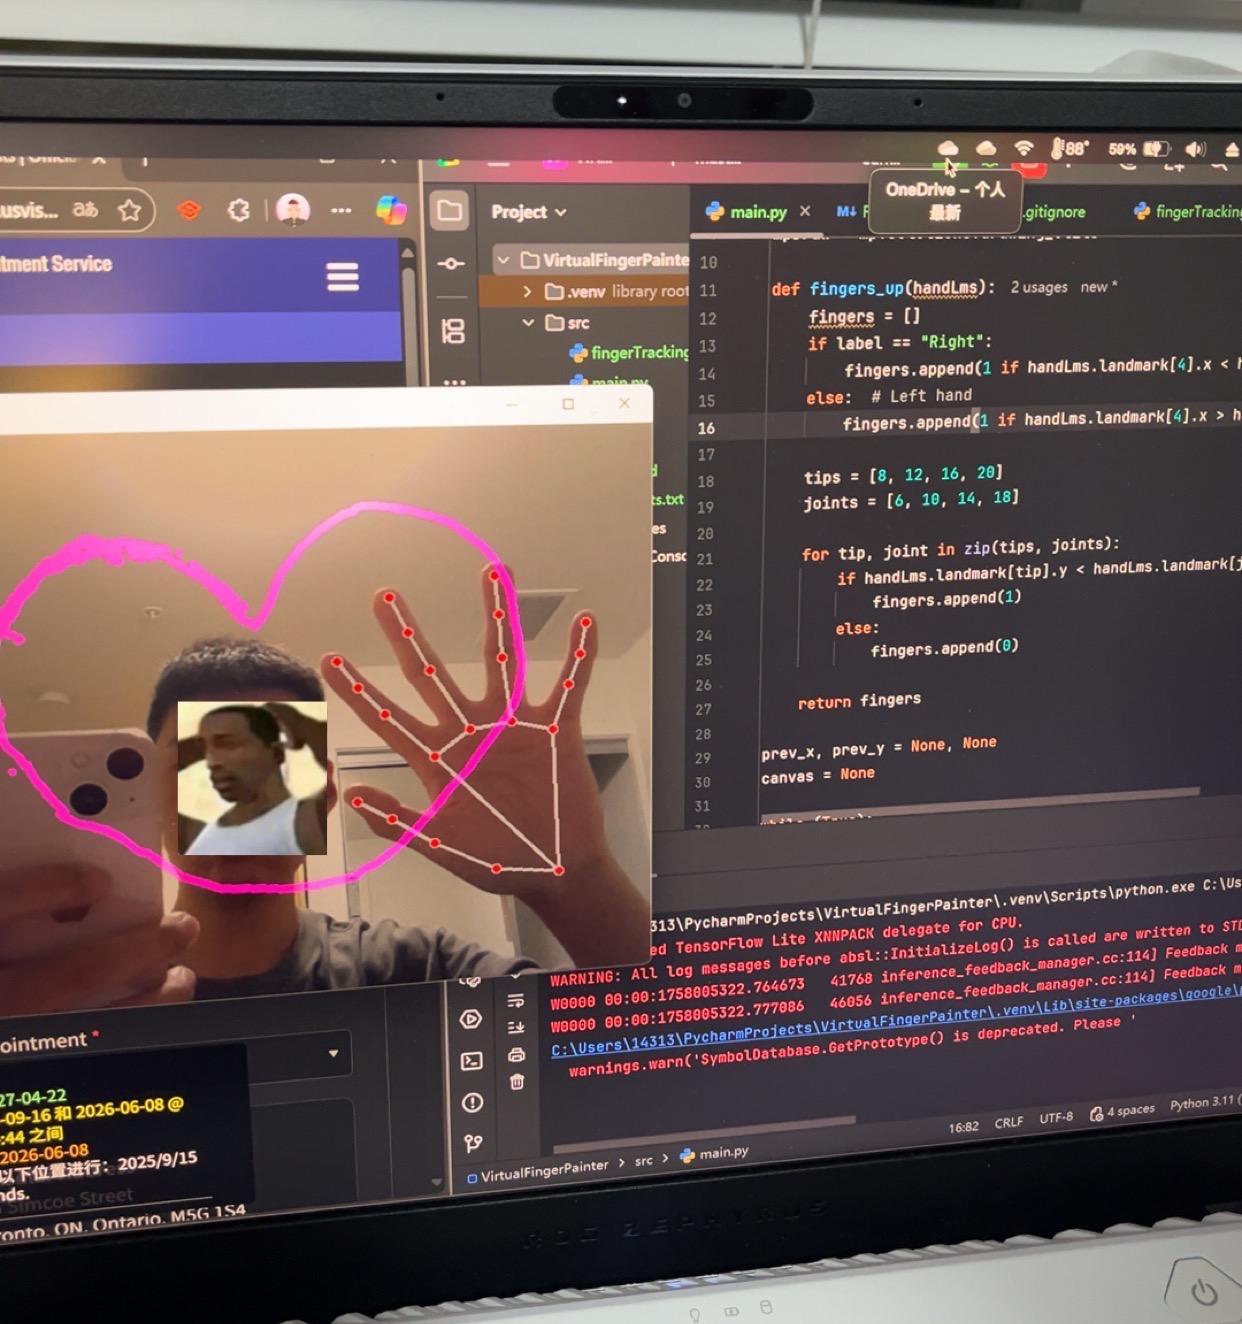 88° 59%
OneDrive – 个人
最新
usvis... aあ
tment Service
Project
main.py
.gitignore
fingerTracking
VirtualFingerPainte
.venv library root
src
fingerTracking
main.py
s.txt
es
Consc
10
11 def fingers_up(handLms): 2 usages new *
12 fingers = []
13 if label == "Right":
14 fingers.append(1 if handLms.landmark[4].x < h
15 else: # Left hand
16 fingers.append(1 if handLms.landmark[4].x > h
17
18 tips = [8, 12, 16, 20]
19 joints = [6, 10, 14, 18]
20
21 for tip, joint in zip(tips, joints):
22 if handLms.landmark[tip].y < handLms.landmark[j
23 fingers.append(1)
24 else:
25 fingers.append(0)
26
27 return fingers
28
29 prev_x, prev_y = None, None
30 canvas = None
31
313\PycharmProjects\VirtualFingerPainter\.venv\Scripts\python.exe C:\Us
ed TensorFlow Lite XNNPACK delegate for CPU.
WARNING: All log messages before absl::InitializeLog() is called are written to STD
W0000 00:00:1758005322.764673 41768 inference_feedback_manager.cc:114] Feedback m
W0000 00:00:1758005322.777086 46056 inference_feedback_manager.cc:114] Feedback m
C:\Users\14313\PycharmProjects\VirtualFingerPainter\.venv\Lib\site-packages\google\
warnings.warn('SymbolDatabase.GetPrototype() is deprecated. Please '
16:82 CRLF UTF-8 4 spaces Python 3.11 (
VirtualFingerPainter > src > main.py
ointment *
27-04-22
-09-16 和 2026-06-08 @
:44 之间
2026-06-08
以下位置进行: 2025/9/15
nds.
Simcoe Street
onto, ON, Ontario, M5G 1S4
ROG ZEPHYRUS